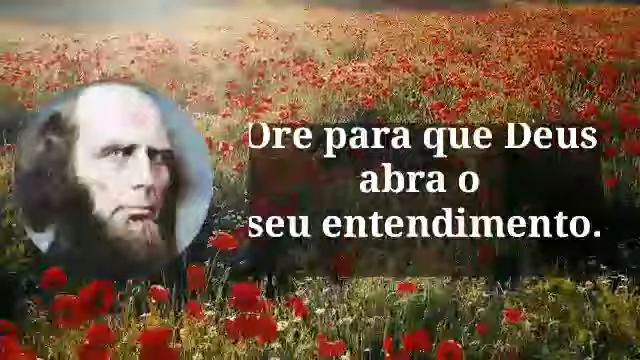 Ore para que Deus
abra o
seu entendimento.